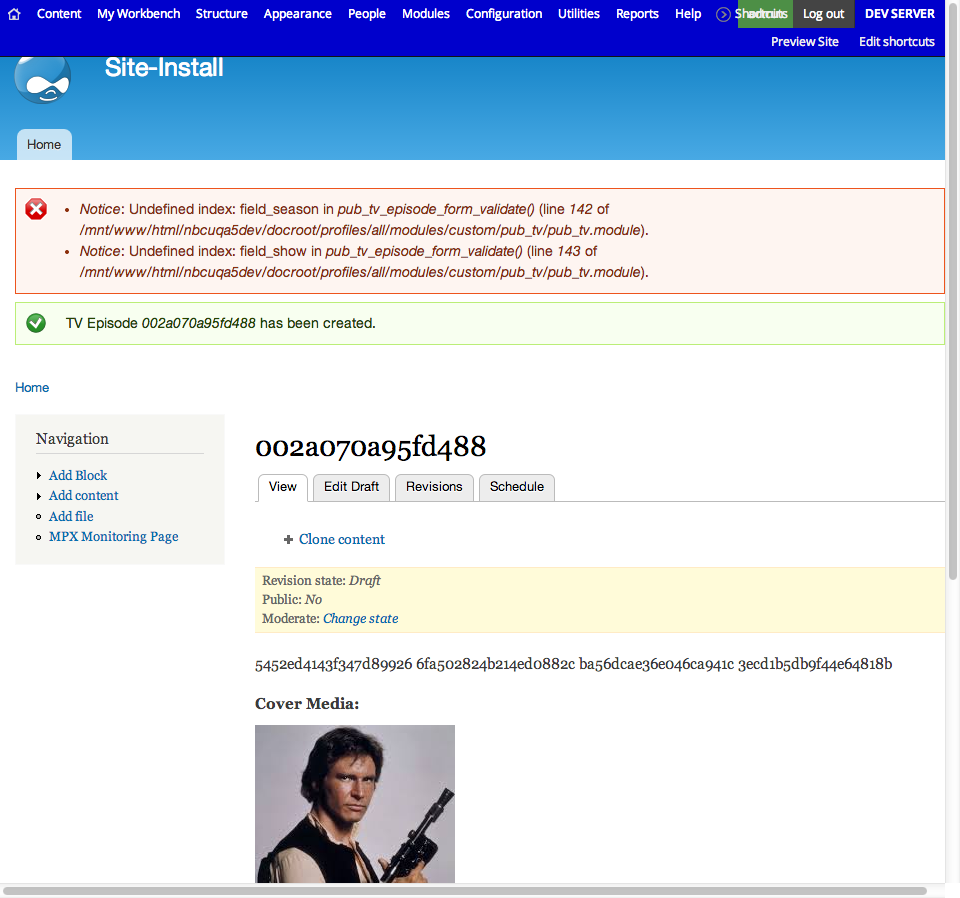 Content My Workbench Structure Appearance People Modules Configuration Utilities Reports Help Shortcuts admin Log out DEV SERVER
Preview Site Edit shortcuts
Site-Install
Home
Notice: Undefined index: field_season in pub_tv_episode_form_validate() (line 142 of
/mnt/www/html/nbcuqa5dev/docroot/profiles/all/modules/custom/pub_tv/pub_tv.module).
Notice: Undefined index: field_show in pub_tv_episode_form_validate() (line 143 of
/mnt/www/html/nbcuqa5dev/docroot/profiles/all/modules/custom/pub_tv/pub_tv.module).
TV Episode 002a070a95fd488 has been created.
Home
Navigation
Add Block
Add content
Add file
MPX Monitoring Page
002a070a95fd488
View Edit Draft Revisions Schedule
Clone content
Revision state: Draft
Public: No
Moderate: Change state
5452ed4143f347d89926 6fa502824b214ed0882c ba56dcae36e046ca941c 3ecd1b5db9f44e64818b
Cover Media: